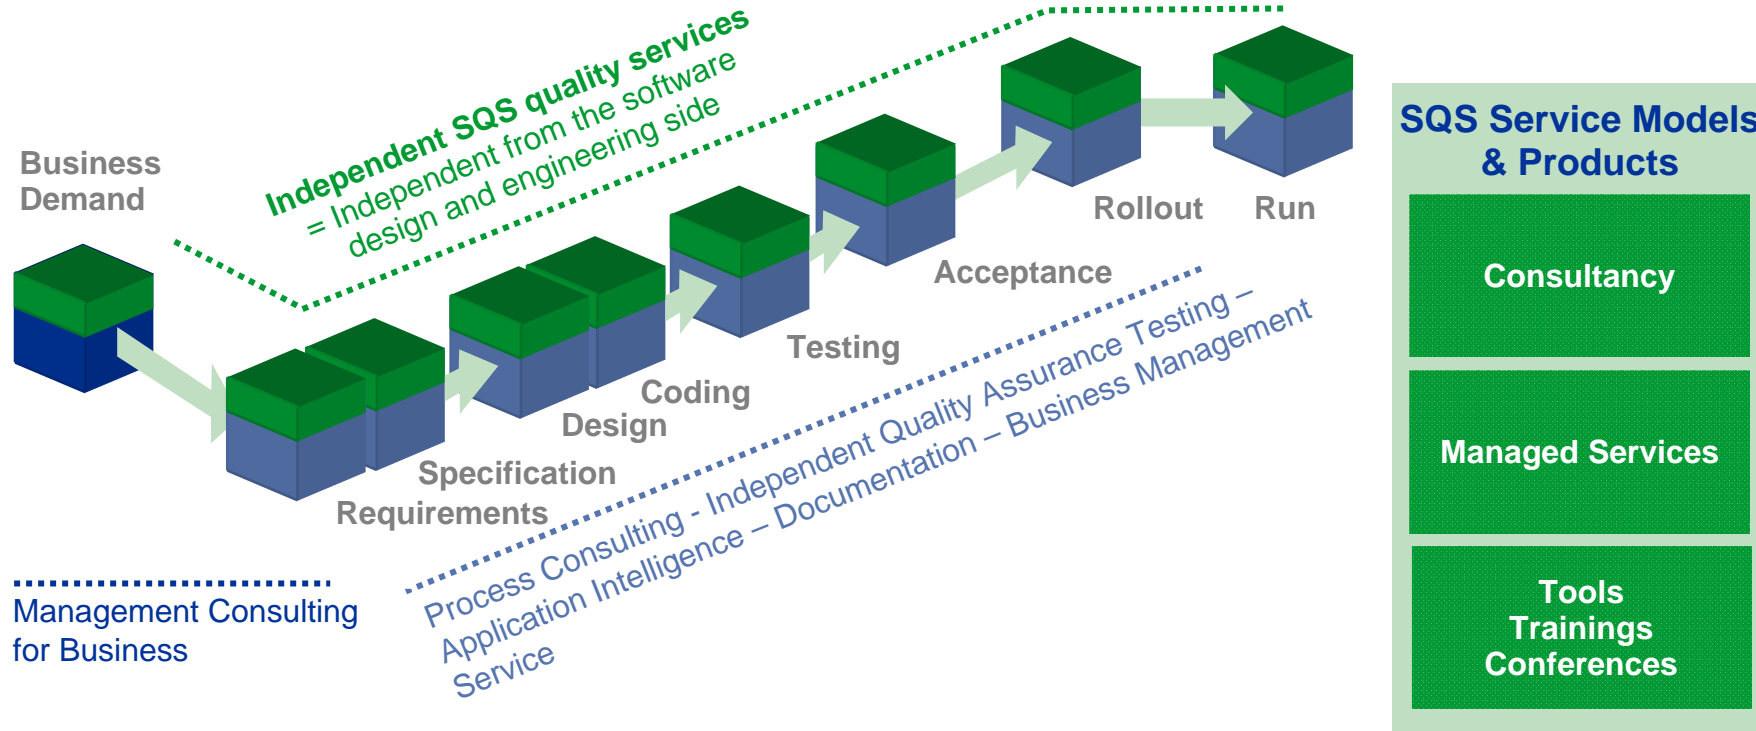 Independent SQS quality services
= Independent from the software
design and engineering side
Business
Demand
Rollout
Run
Acceptance
Testing
Coding
Design
Specification
Requirements
Process Consulting - Independent Quality Assurance Testing –
Application Intelligence – Documentation – Business Management
Service
Management Consulting
for Business
SQS Service Models
& Products
Consultancy
Managed Services
Tools
Trainings
Conferences